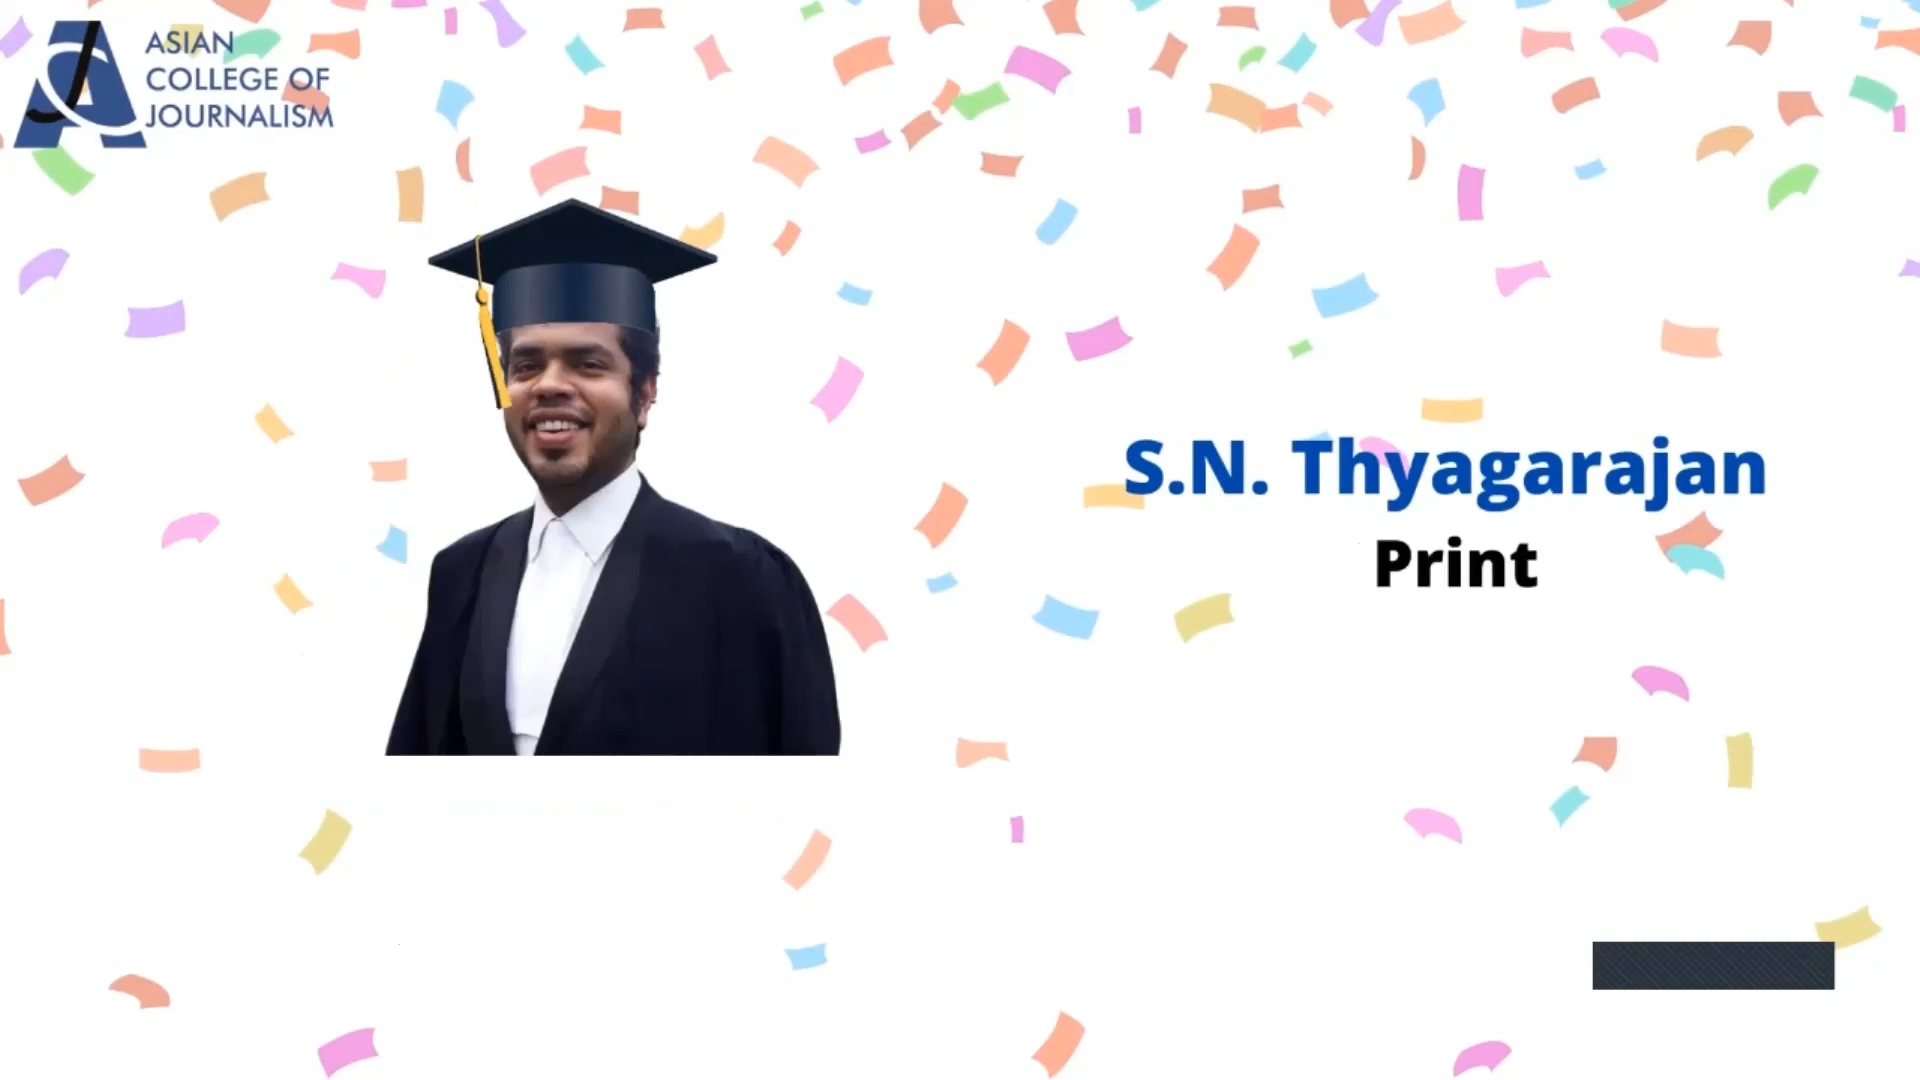 ASIAN
COLLEGE OF
JOURNALISM
S.N. Thyagarajan
Print